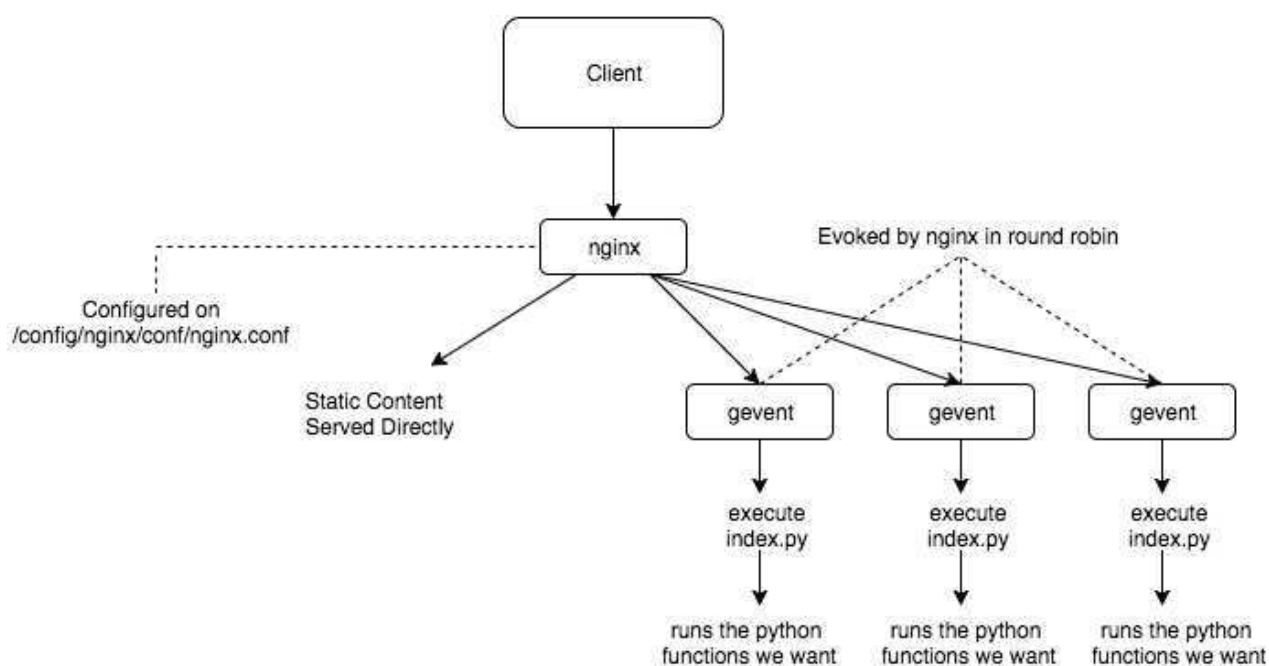 Client
nginx
Evoked by nginx in round robin
Configured on
/config/nginx/conf/nginx.conf
Static Content
Served Directly
gevent
gevent
gevent
execute
index.py
execute
index.py
execute
index.py
runs the python
functions we want
runs the python
functions we want
runs the python
functions we want